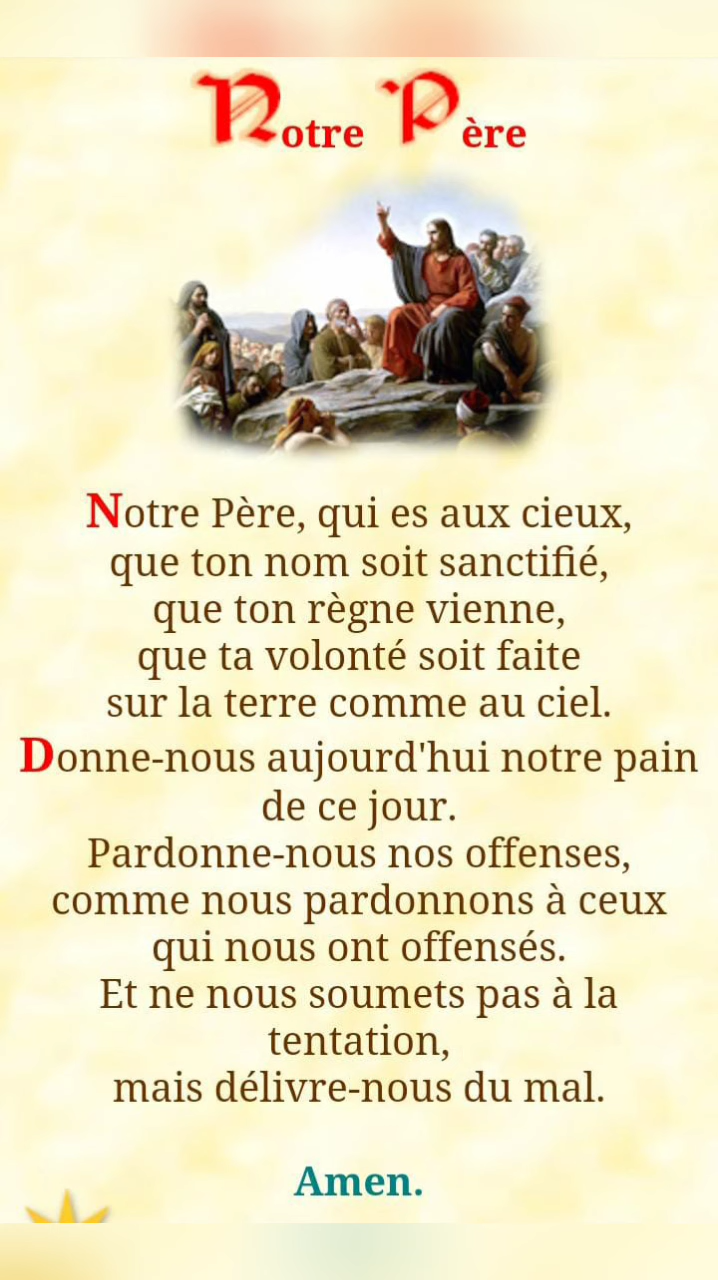 Notre Père
Notre Père, qui es aux cieux,
que ton nom soit sanctifié,
que ton règne vienne,
que ta volonté soit faite
sur la terre comme au ciel.
Donne-nous aujourd'hui notre pain
de ce jour.
Pardonne-nous nos offenses,
comme nous pardonnons à ceux
qui nous ont offensés.
Et ne nous soumets pas à la
tentation,
mais délivre-nous du mal.
Amen.